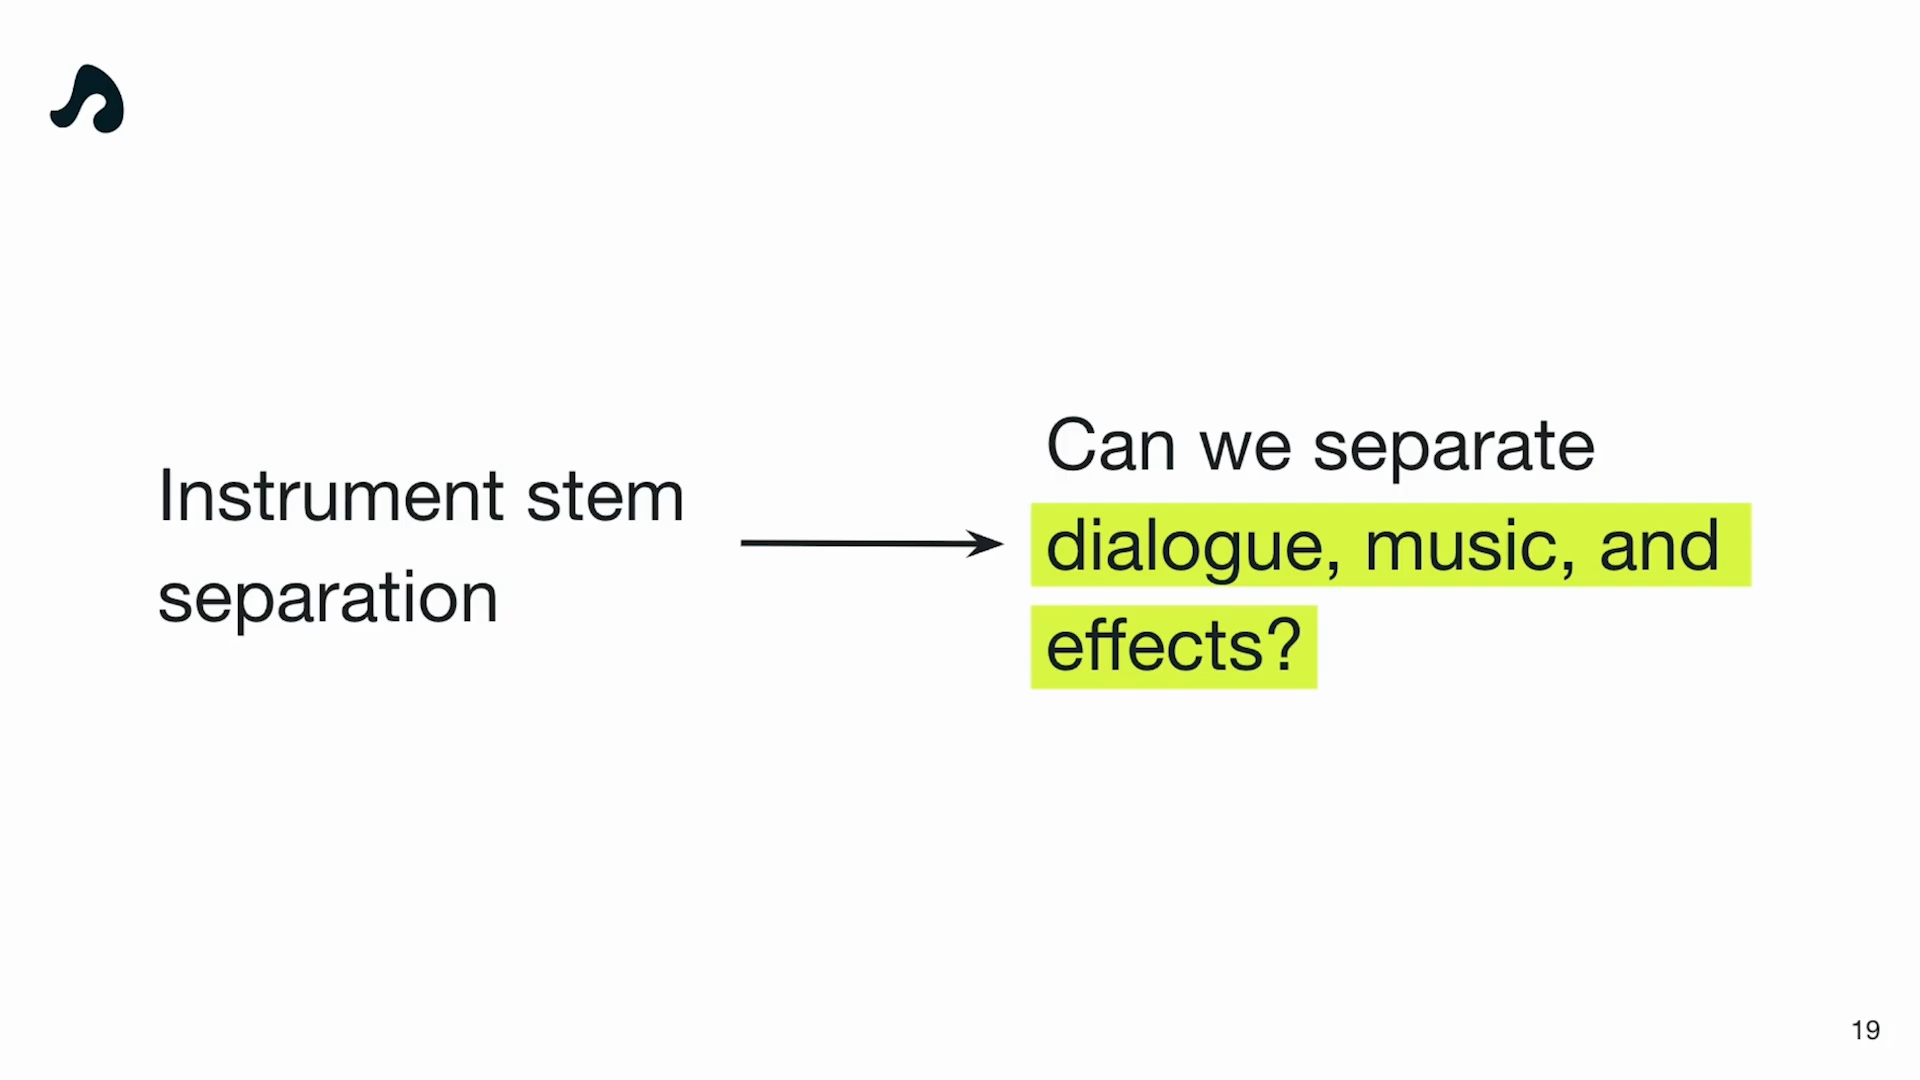 Instrument stem
separation
Can we separate
dialogue, music, and
effects?
19